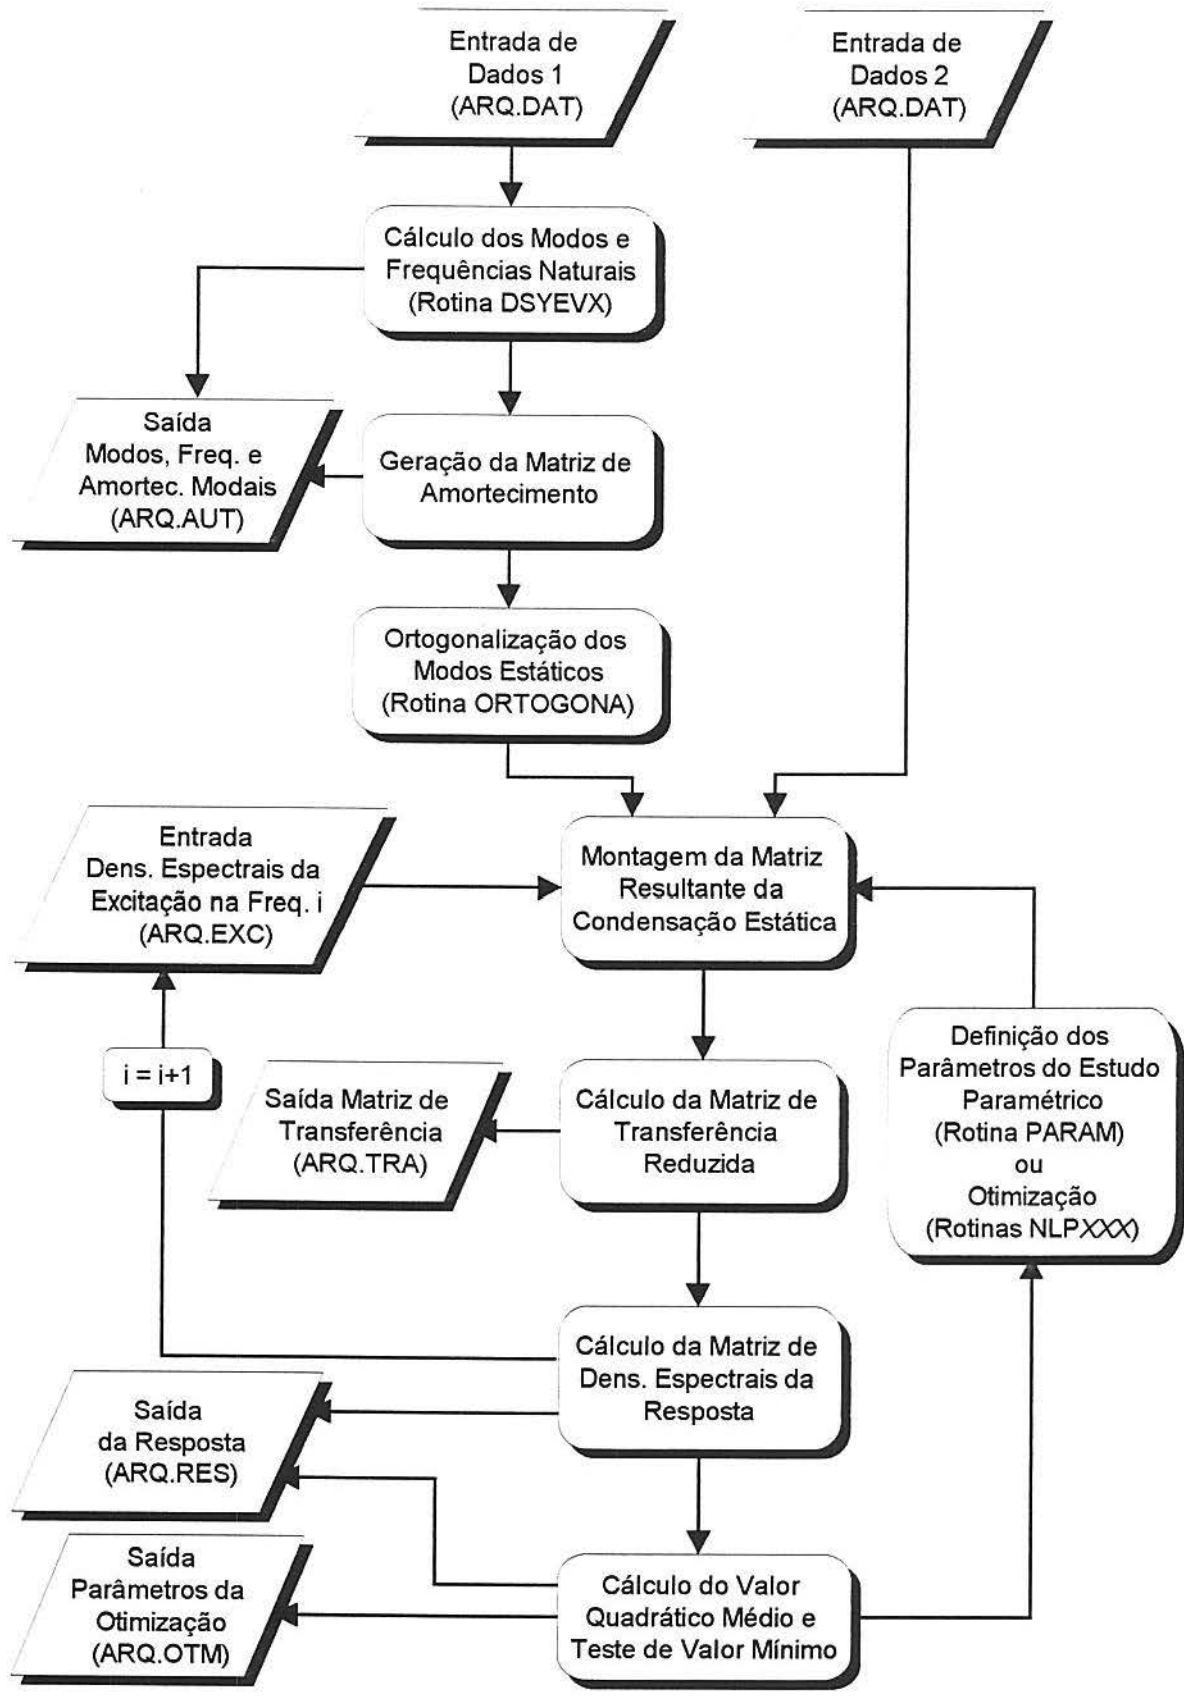 Entrada de
Dados 1
(ARQ.DAT)
Entrada de
Dados 2
(ARQ.DAT)
Cálculo dos Modos e
Frequências Naturais
(Rotina DSYEVX)
Saída
Modos, Freq. e
Amortec. Modais
(ARQ.AUT)
Geração da Matriz de
Amortecimento
Ortogonalização dos
Modos Estáticos
(Rotina ORTOGONA)
Entrada
Dens. Espectrais da
Excitação na Freq. i
(ARQ.EXC)
Montagem da Matriz
Resultante da
Condensação Estática
i = i+1
Saída Matriz de
Transferência
(ARQ.TRA)
Cálculo da Matriz de
Transferência
Reduzida
Definição dos
Parâmetros do Estudo
Paramétrico
(Rotina PARAM)
ou
Otimização
(Rotinas NLPXXX)
Cálculo da Matriz de
Dens. Espectrais da
Resposta
Saída
da Resposta
(ARQ.RES)
Saída
Parâmetros da
Otimização
(ARQ.OTM)
Cálculo do Valor
Quadrático Médio e
Teste de Valor Mínimo